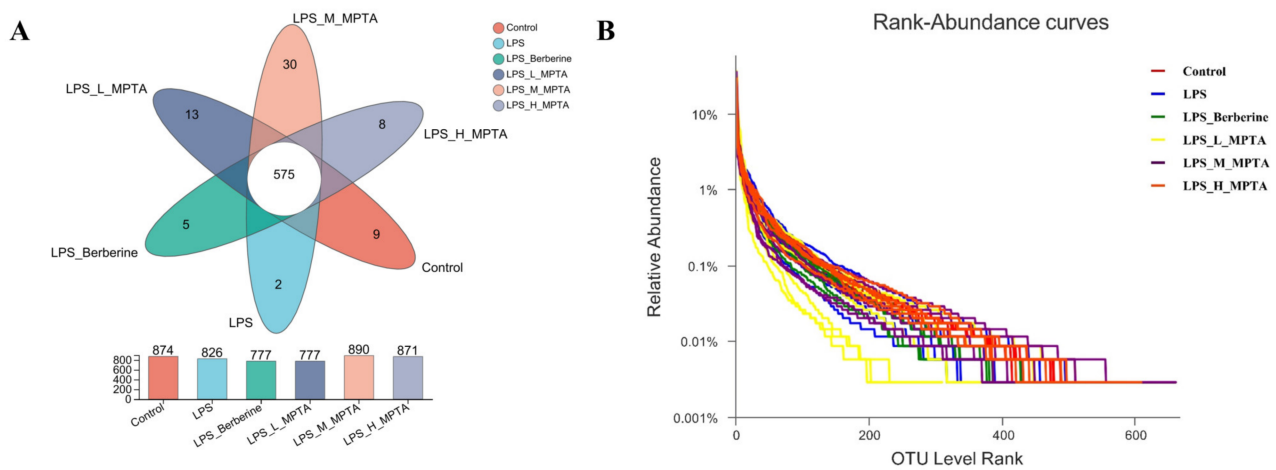 A
LPS_M_MPTA
30
LPS_L_MPTA
13
8
LPS_H_MPTA
575
5
LPS_Berberine
9
Control
2
LPS
Control
LPS
LPS_Berberine
LPS_L_MPTA
LPS_M_MPTA
LPS_H_MPTA
874 826 777 777 890 871
800
600
400
200
0
Control LPS LPS_Berberine LPS_L_MPTA LPS_M_MPTA LPS_H_MPTA
B
Rank-Abundance curves
Control
LPS
LPS_Berberine
LPS_L_MPTA
LPS_M_MPTA
LPS_H_MPTA
Relative Abundance
10%
1%
0.1%
0.01%
0.001%
0 200 400 600
OTU Level Rank